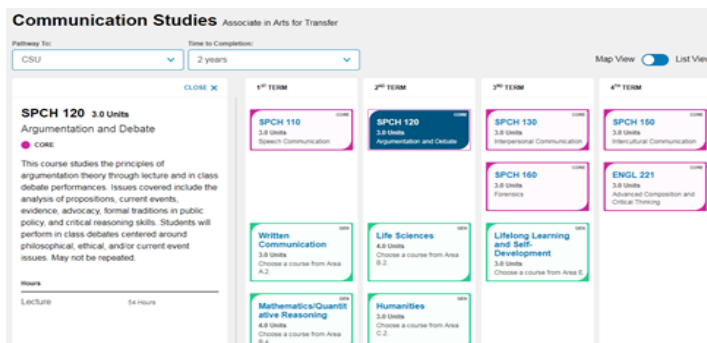 Communication Studies Associate in Arts for Transfer
Pathway To:
CSU
Time to Completion:
2 years
Map View
List View
CLOSE X
SPCH 120 3.0 Units
Argumentation and Debate
CORE
This course studies the principles of
argumentation theory through lecture and in class
debate performances. Issues covered include the
analysis of propositions, current events,
evidence, advocacy, formal traditions in public
policy, and critical reasoning skills. Students will
perform in class debates centered around
philosophical, ethical, and/or current event
issues. May not be repeated.
Hours
Lecture 54 Hours
1ST TERM
CORE
SPCH 110
3.0 Units
Speech Communication
GEN
Written
Communication
3.0 Units
Choose a course from Area
A.2.
GEN
Mathematics/Quantit
ative Reasoning
4.0 Units
Choose a course from Area
B.4.
2ND TERM
CORE
SPCH 120
3.0 Units
Argumentation and Debate
GEN
Life Sciences
4.0 Units
Choose a course from Area
B.2.
GEN
Humanities
3.0 Units
Choose a course from Area
C.2.
3RD TERM
CORE
SPCH 130
3.0 Units
Interpersonal Communication
CORE
SPCH 160
3.0 Units
Forensics
GEN
Lifelong Learning
and Self-
Development
3.0 Units
Choose a course from Area E.
4TH TERM
CORE
SPCH 150
3.0 Units
Intercultural Communication
CORE
ENGL 221
3.0 Units
Advanced Composition and
Critical Thinking